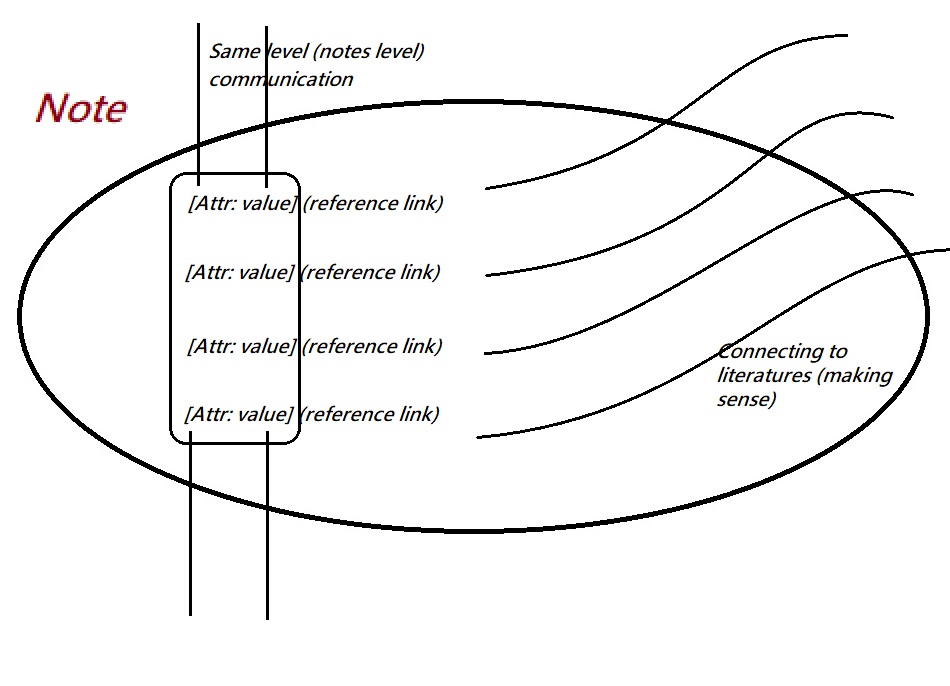 Same level (notes level)
communication
Note
[Attr: value] (reference link)
[Attr: value] (reference link)
[Attr: value] (reference link)
[Attr: value] (reference link)
Connecting to
literatures (making
sense)